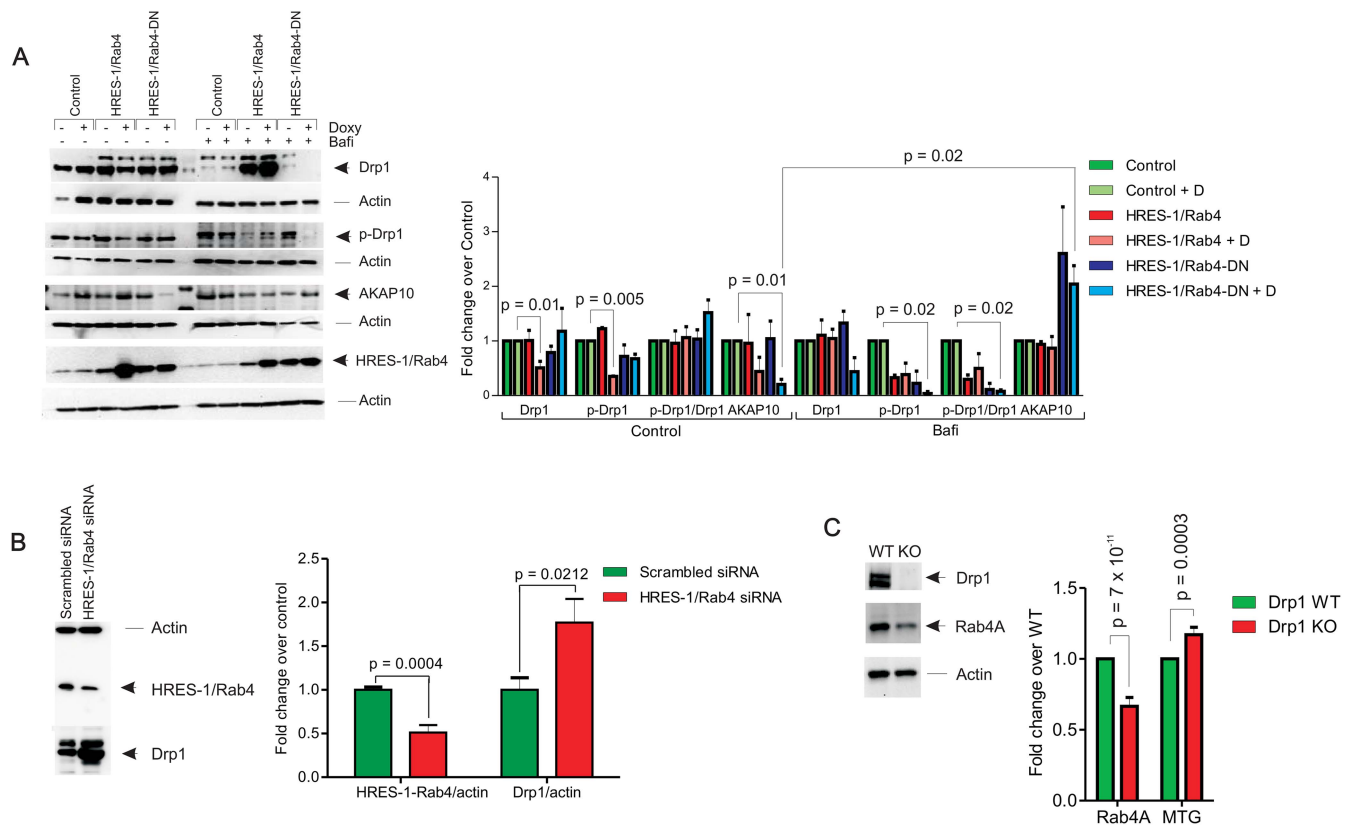 A
Control
HRES-1/Rab4
HRES-1/Rab4-DN
Control
HRES-1/Rab4
HRES-1/Rab4-DN
- + - + - + - + - + - + Doxy
- - - - - - + + + + + + Bafi
Drp1
Actin
p-Drp1
Actin
AKAP10
Actin
HRES-1/Rab4
Actin
Fold change over Control
4
3
2
1
0
p = 0.01
p = 0.005
p = 0.01
p = 0.02
p = 0.02
p = 0.02
Drp1 p-Drp1 p-Drp1/Drp1 AKAP10 Drp1 p-Drp1 p-Drp1/Drp1 AKAP10
Control Bafi
Control
Control + D
HRES-1/Rab4
HRES-1/Rab4 + D
HRES-1/Rab4-DN
HRES-1/Rab4-DN + D
B
Scrambled siRNA
HRES-1/Rab4 siRNA
Actin
HRES-1/Rab4
Drp1
Fold change over control
2.5
2.0
1.5
1.0
0.5
0.0
p = 0.0004
p = 0.0212
HRES-1-Rab4/actin Drp1/actin
Scrambled siRNA
HRES-1/Rab4 siRNA
C
WT KO
Drp1
Rab4A
Actin
Fold change over WT
1.5
1.0
0.5
0.0
p = 7 x 10⁻¹¹
p = 0.0003
Rab4A MTG
Drp1 WT
Drp1 KO